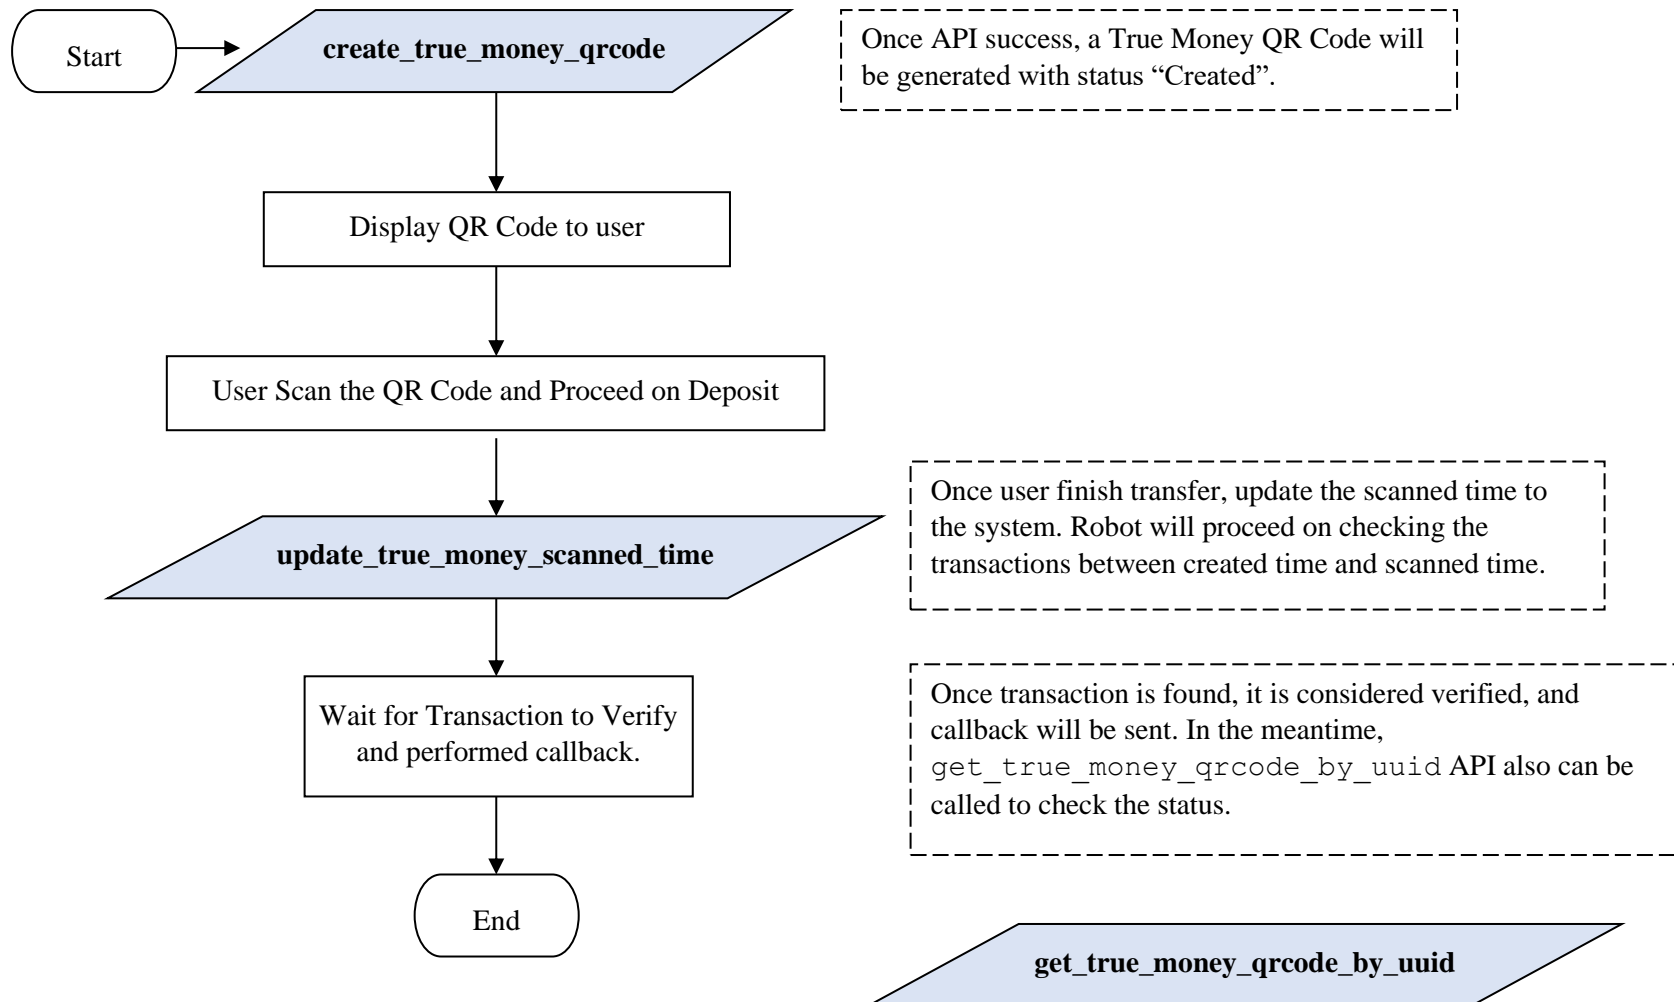 Start
create_true_money_qrcode
Once API success, a True Money QR Code will
be generated with status “Created”.
Display QR Code to user
User Scan the QR Code and Proceed on Deposit
Once user finish transfer, update the scanned time to
the system. Robot will proceed on checking the
transactions between created time and scanned time.
update_true_money_scanned_time
Wait for Transaction to Verify
and performed callback.
Once transaction is found, it is considered verified, and
callback will be sent. In the meantime,
get_true_money_qrcode_by_uuid API also can be
called to check the status.
End
get_true_money_qrcode_by_uuid